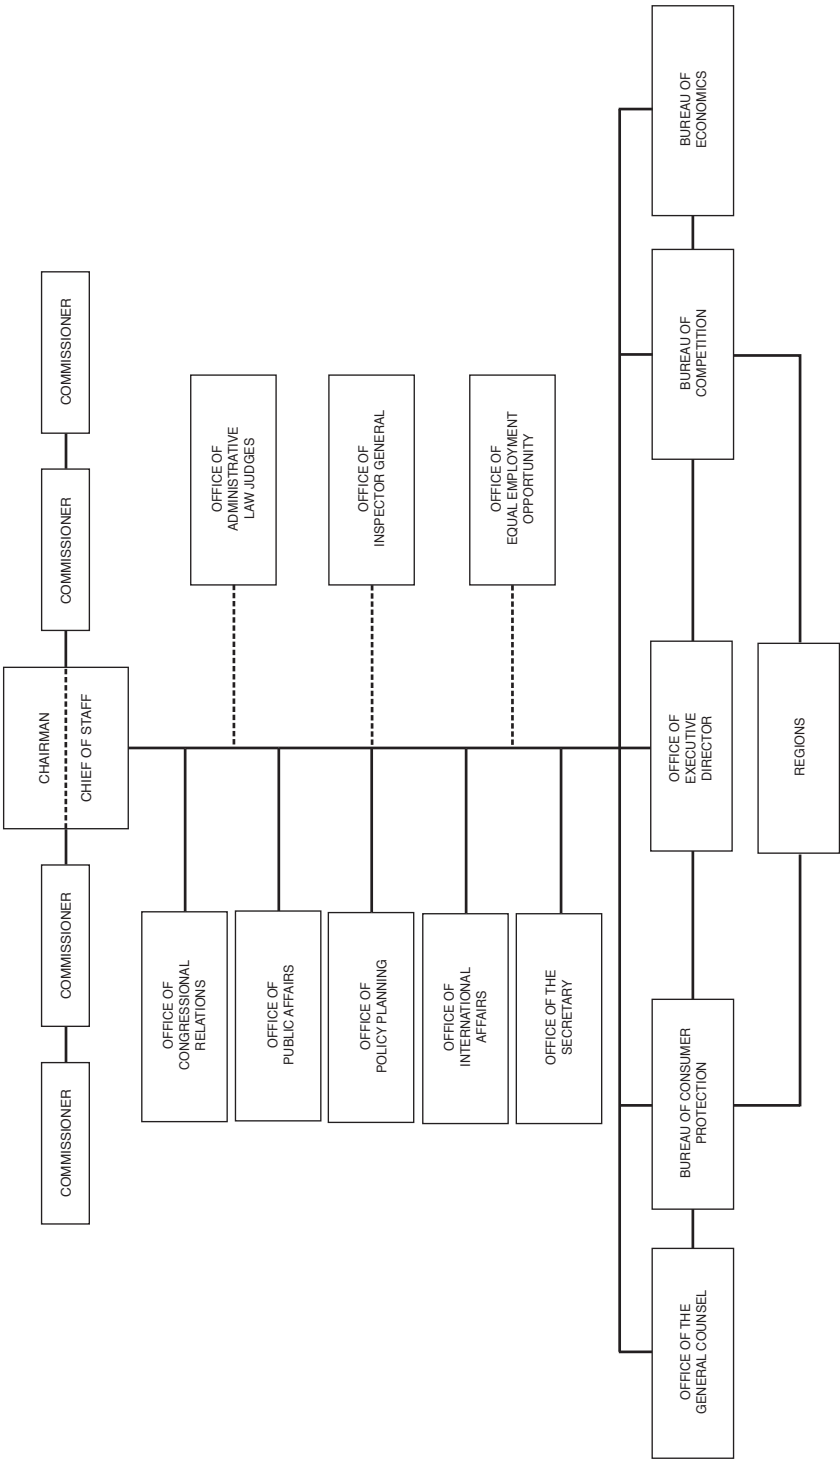 COMMISSIONER
COMMISSIONER
CHAIRMAN
CHIEF OF STAFF
COMMISSIONER
COMMISSIONER
OFFICE OF
CONGRESSIONAL
RELATIONS
OFFICE OF
ADMINISTRATIVE
LAW JUDGES
OFFICE OF
PUBLIC AFFAIRS
OFFICE OF
POLICY PLANNING
OFFICE OF
INSPECTOR GENERAL
OFFICE OF
INTERNATIONAL
AFFAIRS
OFFICE OF
EQUAL EMPLOYMENT
OPPORTUNITY
OFFICE OF THE
SECRETARY
OFFICE OF THE
GENERAL COUNSEL
BUREAU OF CONSUMER
PROTECTION
OFFICE OF
EXECUTIVE
DIRECTOR
BUREAU OF
COMPETITION
BUREAU OF
ECONOMICS
REGIONS